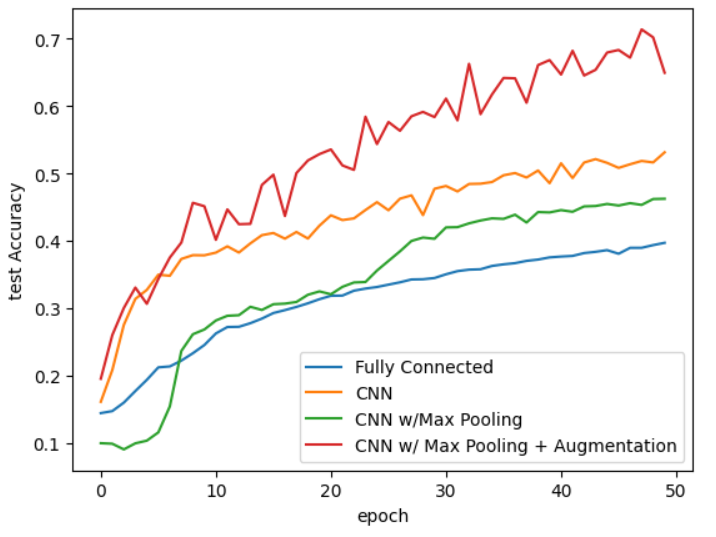 0.7
0.6
0.5
0.4
0.3
0.2
0.1
test Accuracy
Fully Connected
CNN
CNN w/Max Pooling
CNN w/ Max Pooling + Augmentation
0 10 20 30 40 50
epoch